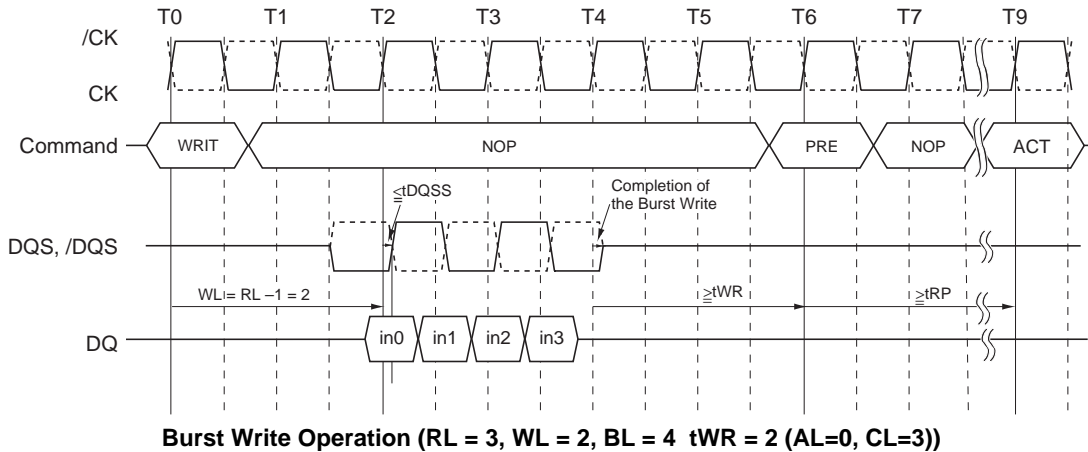 T0 T1 T2 T3 T4 T5 T6 T7 T9
/CK
CK
Command WRIT NOP PRE NOP ACT
≦tDQSS
Completion of
the Burst Write
DQS, /DQS
WL = RL –1 = 2 ≧tWR ≧tRP
DQ in0 in1 in2 in3
Burst Write Operation (RL = 3, WL = 2, BL = 4 tWR = 2 (AL=0, CL=3))